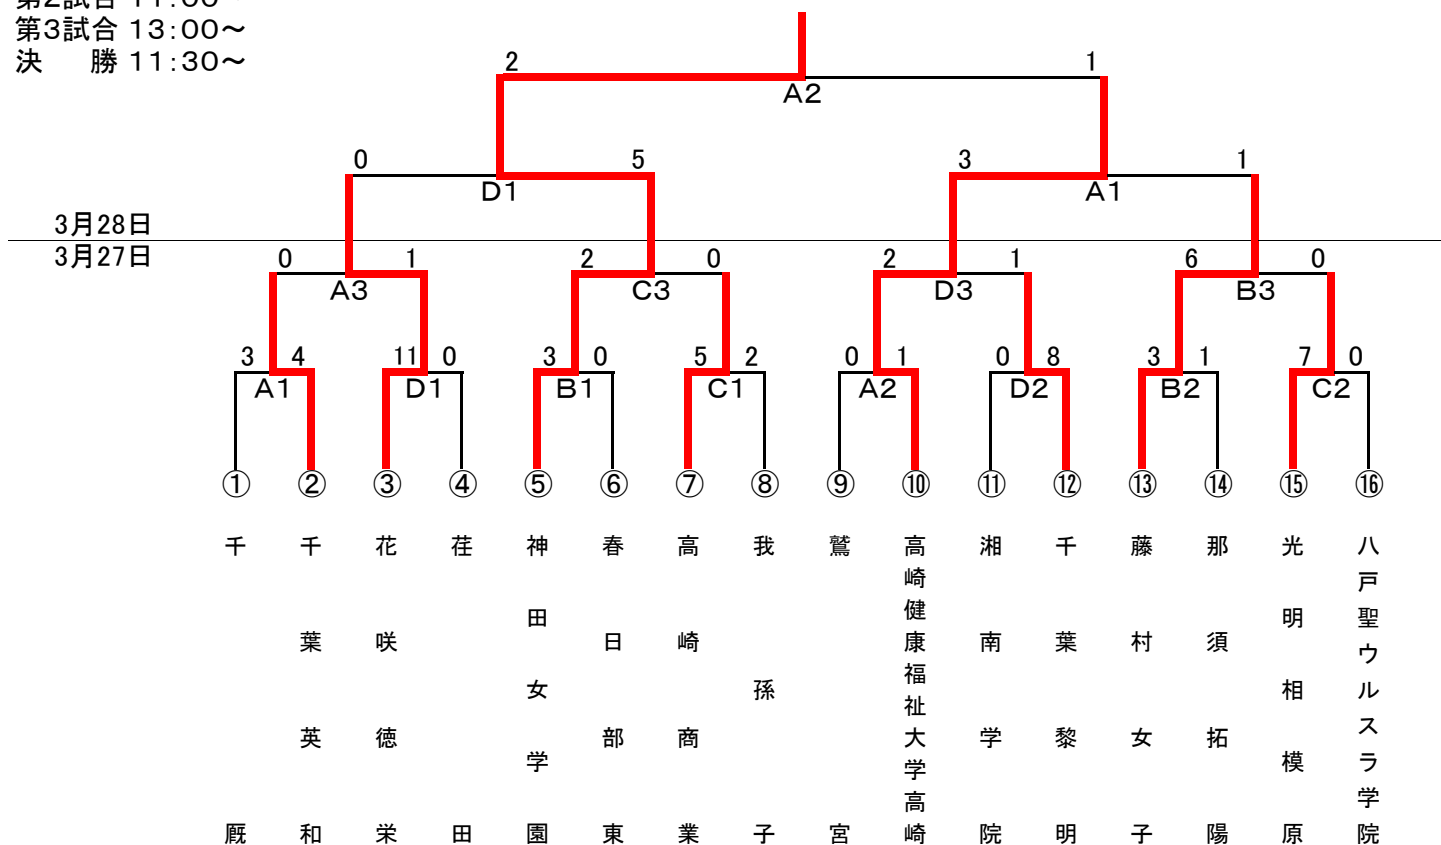 第2試合 11:00～
第3試合 13:00～
決　勝 11:30～
2 1
A2
0 5 3 1
D1 A1
3月28日
3月27日
0 1 2 0 2 1 6 0
A3 C3 D3 B3
3 4 11 0 3 0 5 2 0 1 0 8 3 1 7 0
A1 D1 B1 C1 A2 D2 B2 C2
① ② ③ ④ ⑤ ⑥ ⑦ ⑧ ⑨ ⑩ ⑪ ⑫ ⑬ ⑭ ⑮ ⑯
千厩
千葉英和
花咲徳栄
荏田
神田女学園
春日部東
高崎商業
我孫子
鷲宮
高崎健康福祉大学高崎
湘南学院
千葉黎明
藤村女子
那須拓陽
光明相模原
八戸聖ウルスラ学院